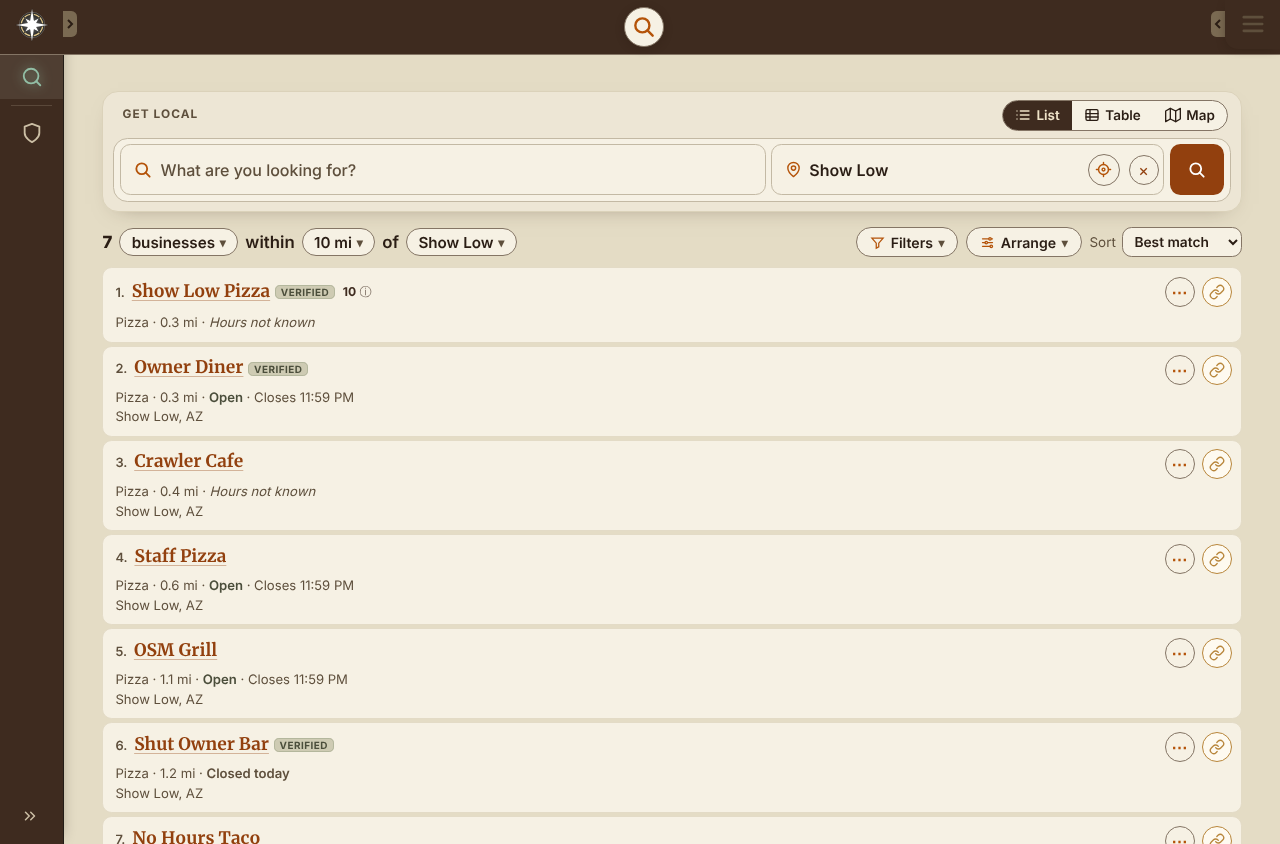 GET LOCAL
List Table Map
What are you looking for?
Show Low
7 businesses ▾ within 10 mi ▾ of Show Low ▾
Filters ▾ Arrange ▾ Sort Best match
1. Show Low Pizza VERIFIED 10 ⓘ
Pizza · 0.3 mi · Hours not known
2. Owner Diner VERIFIED
Pizza · 0.3 mi · Open · Closes 11:59 PM
Show Low, AZ
3. Crawler Cafe
Pizza · 0.4 mi · Hours not known
Show Low, AZ
4. Staff Pizza
Pizza · 0.6 mi · Open · Closes 11:59 PM
Show Low, AZ
5. OSM Grill
Pizza · 1.1 mi · Open · Closes 11:59 PM
Show Low, AZ
6. Shut Owner Bar VERIFIED
Pizza · 1.2 mi · Closed today
Show Low, AZ
7. No Hours Taco